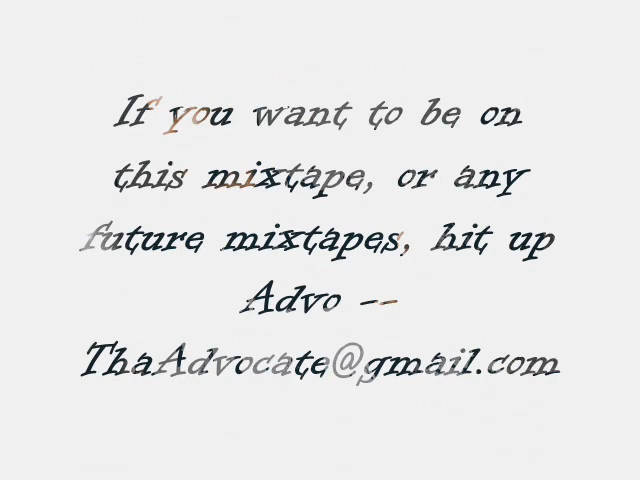 If you want to be on
this mixtape, or any
future mixtapes, hit up
Advo --
ThaAdvocate@gmail.com